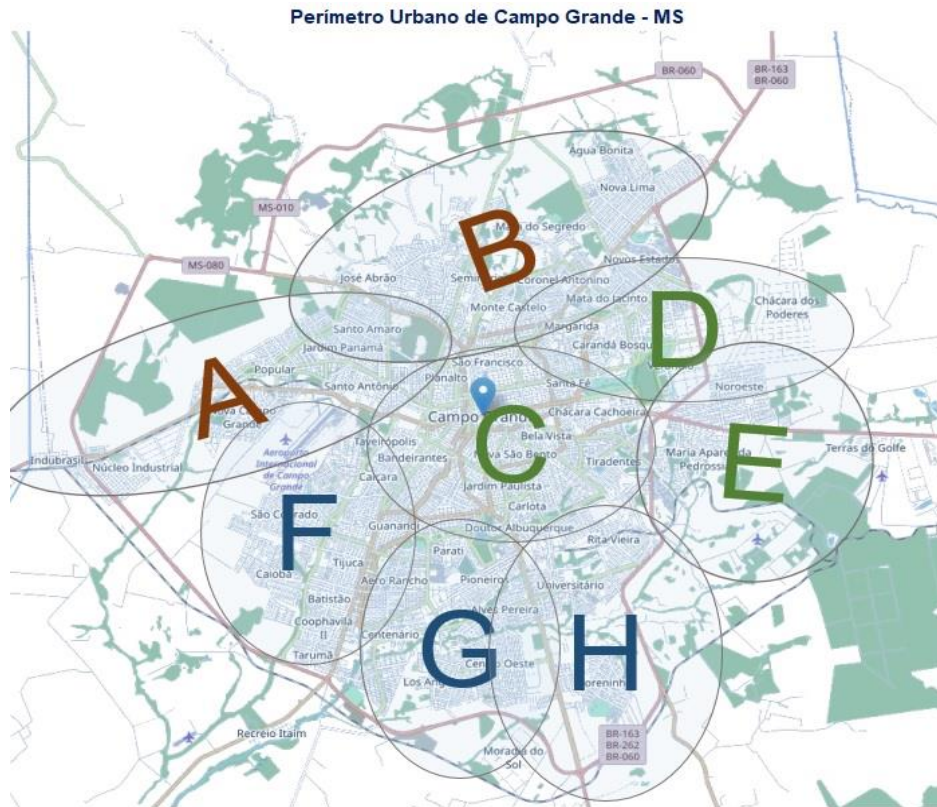 Perímetro Urbano de Campo Grande - MS
BR-060
BR-163
BR-060
Água Bonita
Nova Lima
MS-010
B
Mata do Segredo
MS-080
José Abrão
Coronel Antonino
Novos Estados
Monte Castelo
Mata do Jacinto
D
Chácara dos
Poderes
Santo Amaro
Margarida
Jardim Panamá
Carandá Bosque
São Francisco
Popular
Planalto
Santo Antônio
Santa Fé
Noroeste
A
Nova Campo
Grande
Campo Grande
Chácara Cachoeira
C
Taveirópolis
Bela Vista
Bandeirantes
Nova São Bento
Maria Aparecida
Pedrossian
E
Terras do Golfe
Indubrasil
Núcleo Industrial
Aeroporto
Internacional
de Campo
Grande
Caiçara
Tiradentes
Jardim Paulista
Carlota
São Conrado
F
Guanandi
Doutor Albuquerque
Rita Vieira
Parati
Tijuca
Caiobá
Aero Rancho
Pioneiros
Universitário
Batistão
Alves Pereira
Coophavila
II
Centenário
G
H
Tarumã
Centro Oeste
Recreio Itaim
Moradia do
Sol
BR-163
BR-262
BR-060